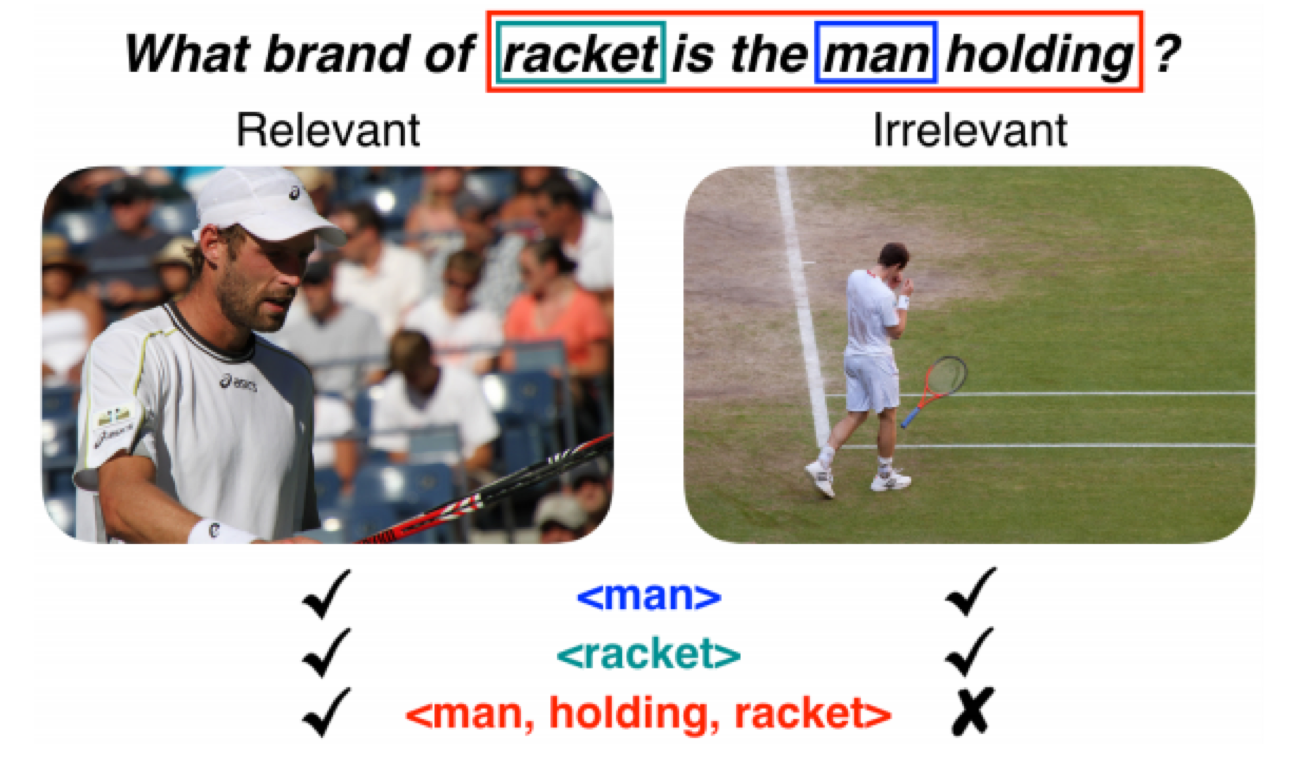 What brand of racket is the man holding ?
Relevant
Irrelevant
asics
<man>
<racket>
<man, holding, racket>